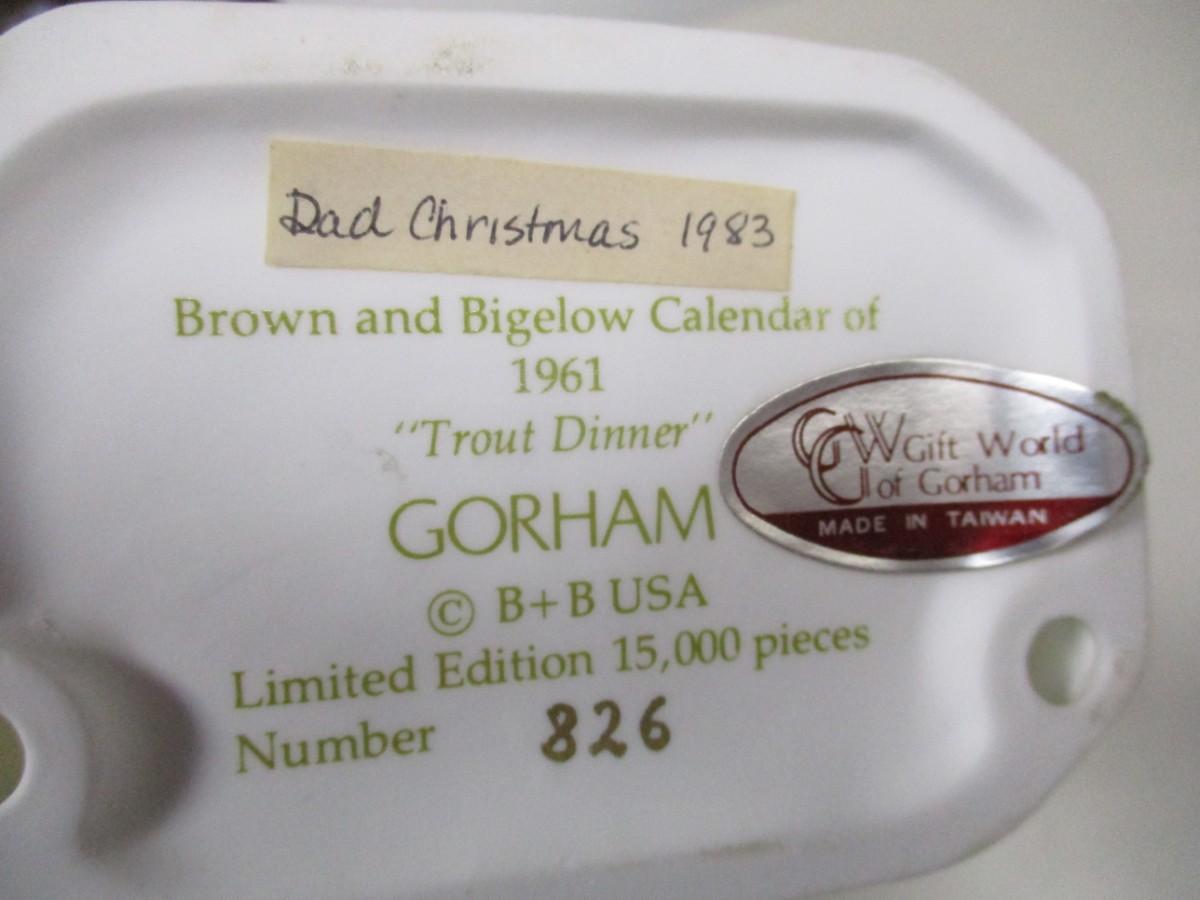 Dad Christmas 1983
Brown and Bigelow Calendar of
1961
"Trout Dinner"
GORHAM
© B+B USA
Limited Edition 15,000 pieces
Number 826
GW Gift World
of Gorham
MADE IN TAIWAN